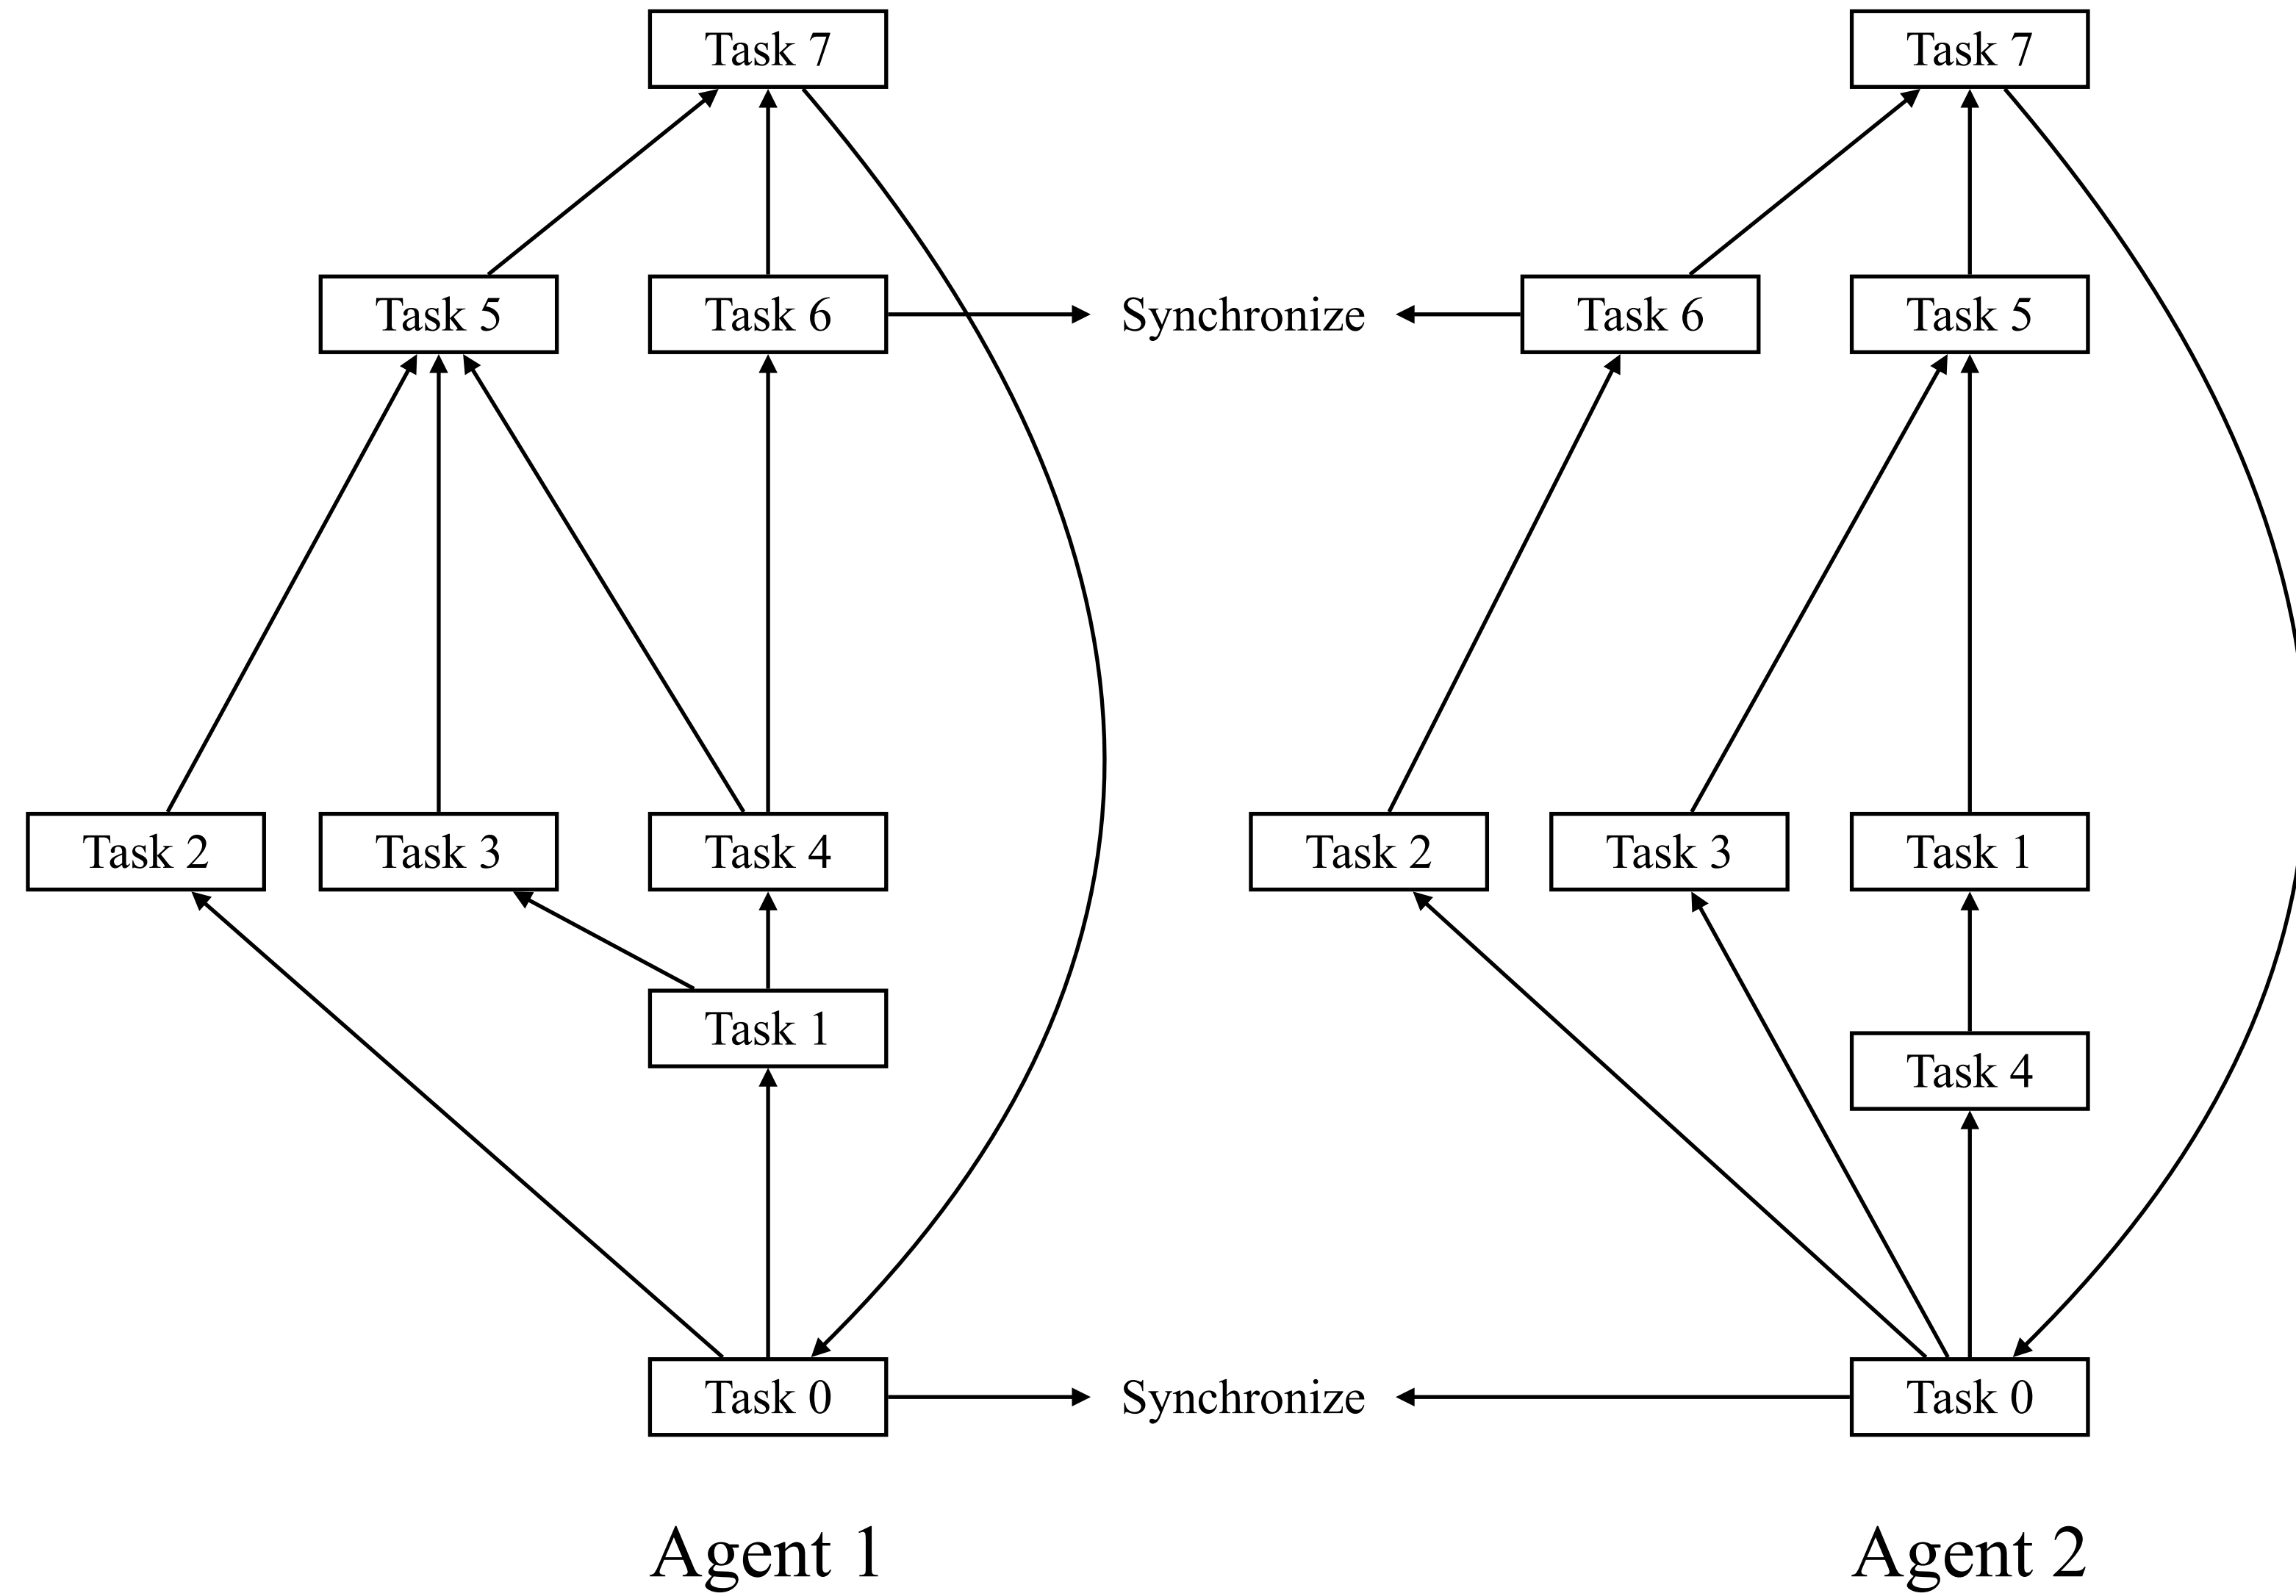 Task 7
Task 7
Task 5
Task 6
Synchronize
Task 6
Task 5
Task 2
Task 3
Task 4
Task 2
Task 3
Task 1
Task 1
Task 4
Task 0
Synchronize
Task 0
Agent 1
Agent 2